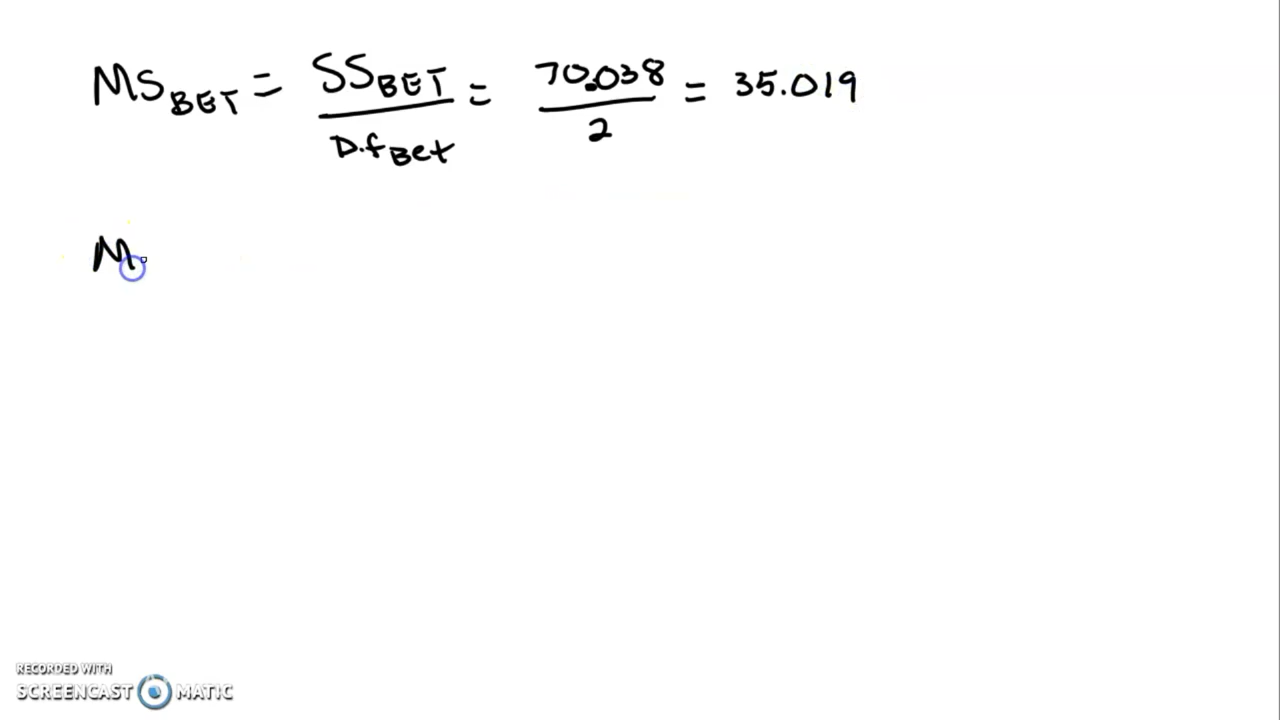 MS_BET = SS_BET / D.f_Bet = 70.038 / 2 = 35.019
M
RECORDED WITH
SCREENCAST MATIC